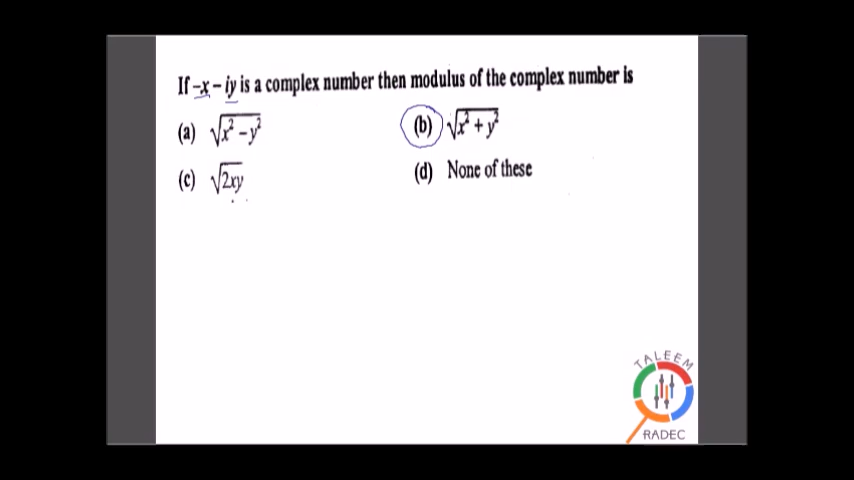 If -x - iy is a complex number then modulus of the complex number is
(a) √x² - y² (b) √x² + y²
(c) √2xy (d) None of these
TALEEM
RADEC